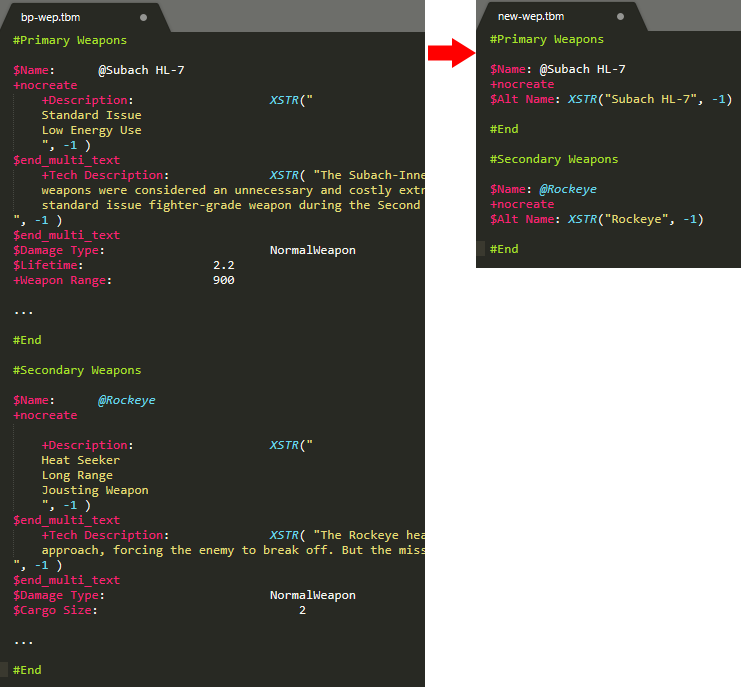 bp-wep.tbm
#Primary Weapons
$Name: @Subach HL-7
+nocreate
+Description: XSTR("
Standard Issue
Low Energy Use
", -1 )
$end_multi_text
+Tech Description: XSTR( "The Subach-Inne
weapons were considered an unnecessary and costly extr
standard issue fighter-grade weapon during the Second
", -1 )
$end_multi_text
$Damage Type: NormalWeapon
$Lifetime: 2.2
+Weapon Range: 900
...
#End
#Secondary Weapons
$Name: @Rockeye
+nocreate
+Description: XSTR("
Heat Seeker
Long Range
Jousting Weapon
", -1 )
$end_multi_text
+Tech Description: XSTR( "The Rockeye hea
approach, forcing the enemy to break off. But the miss
", -1 )
$end_multi_text
$Damage Type: NormalWeapon
$Cargo Size: 2
...
#End
new-wep.tbm
#Primary Weapons
$Name: @Subach HL-7
+nocreate
$Alt Name: XSTR("Subach HL-7", -1)
#End
#Secondary Weapons
$Name: @Rockeye
+nocreate
$Alt Name: XSTR("Rockeye", -1)
#End